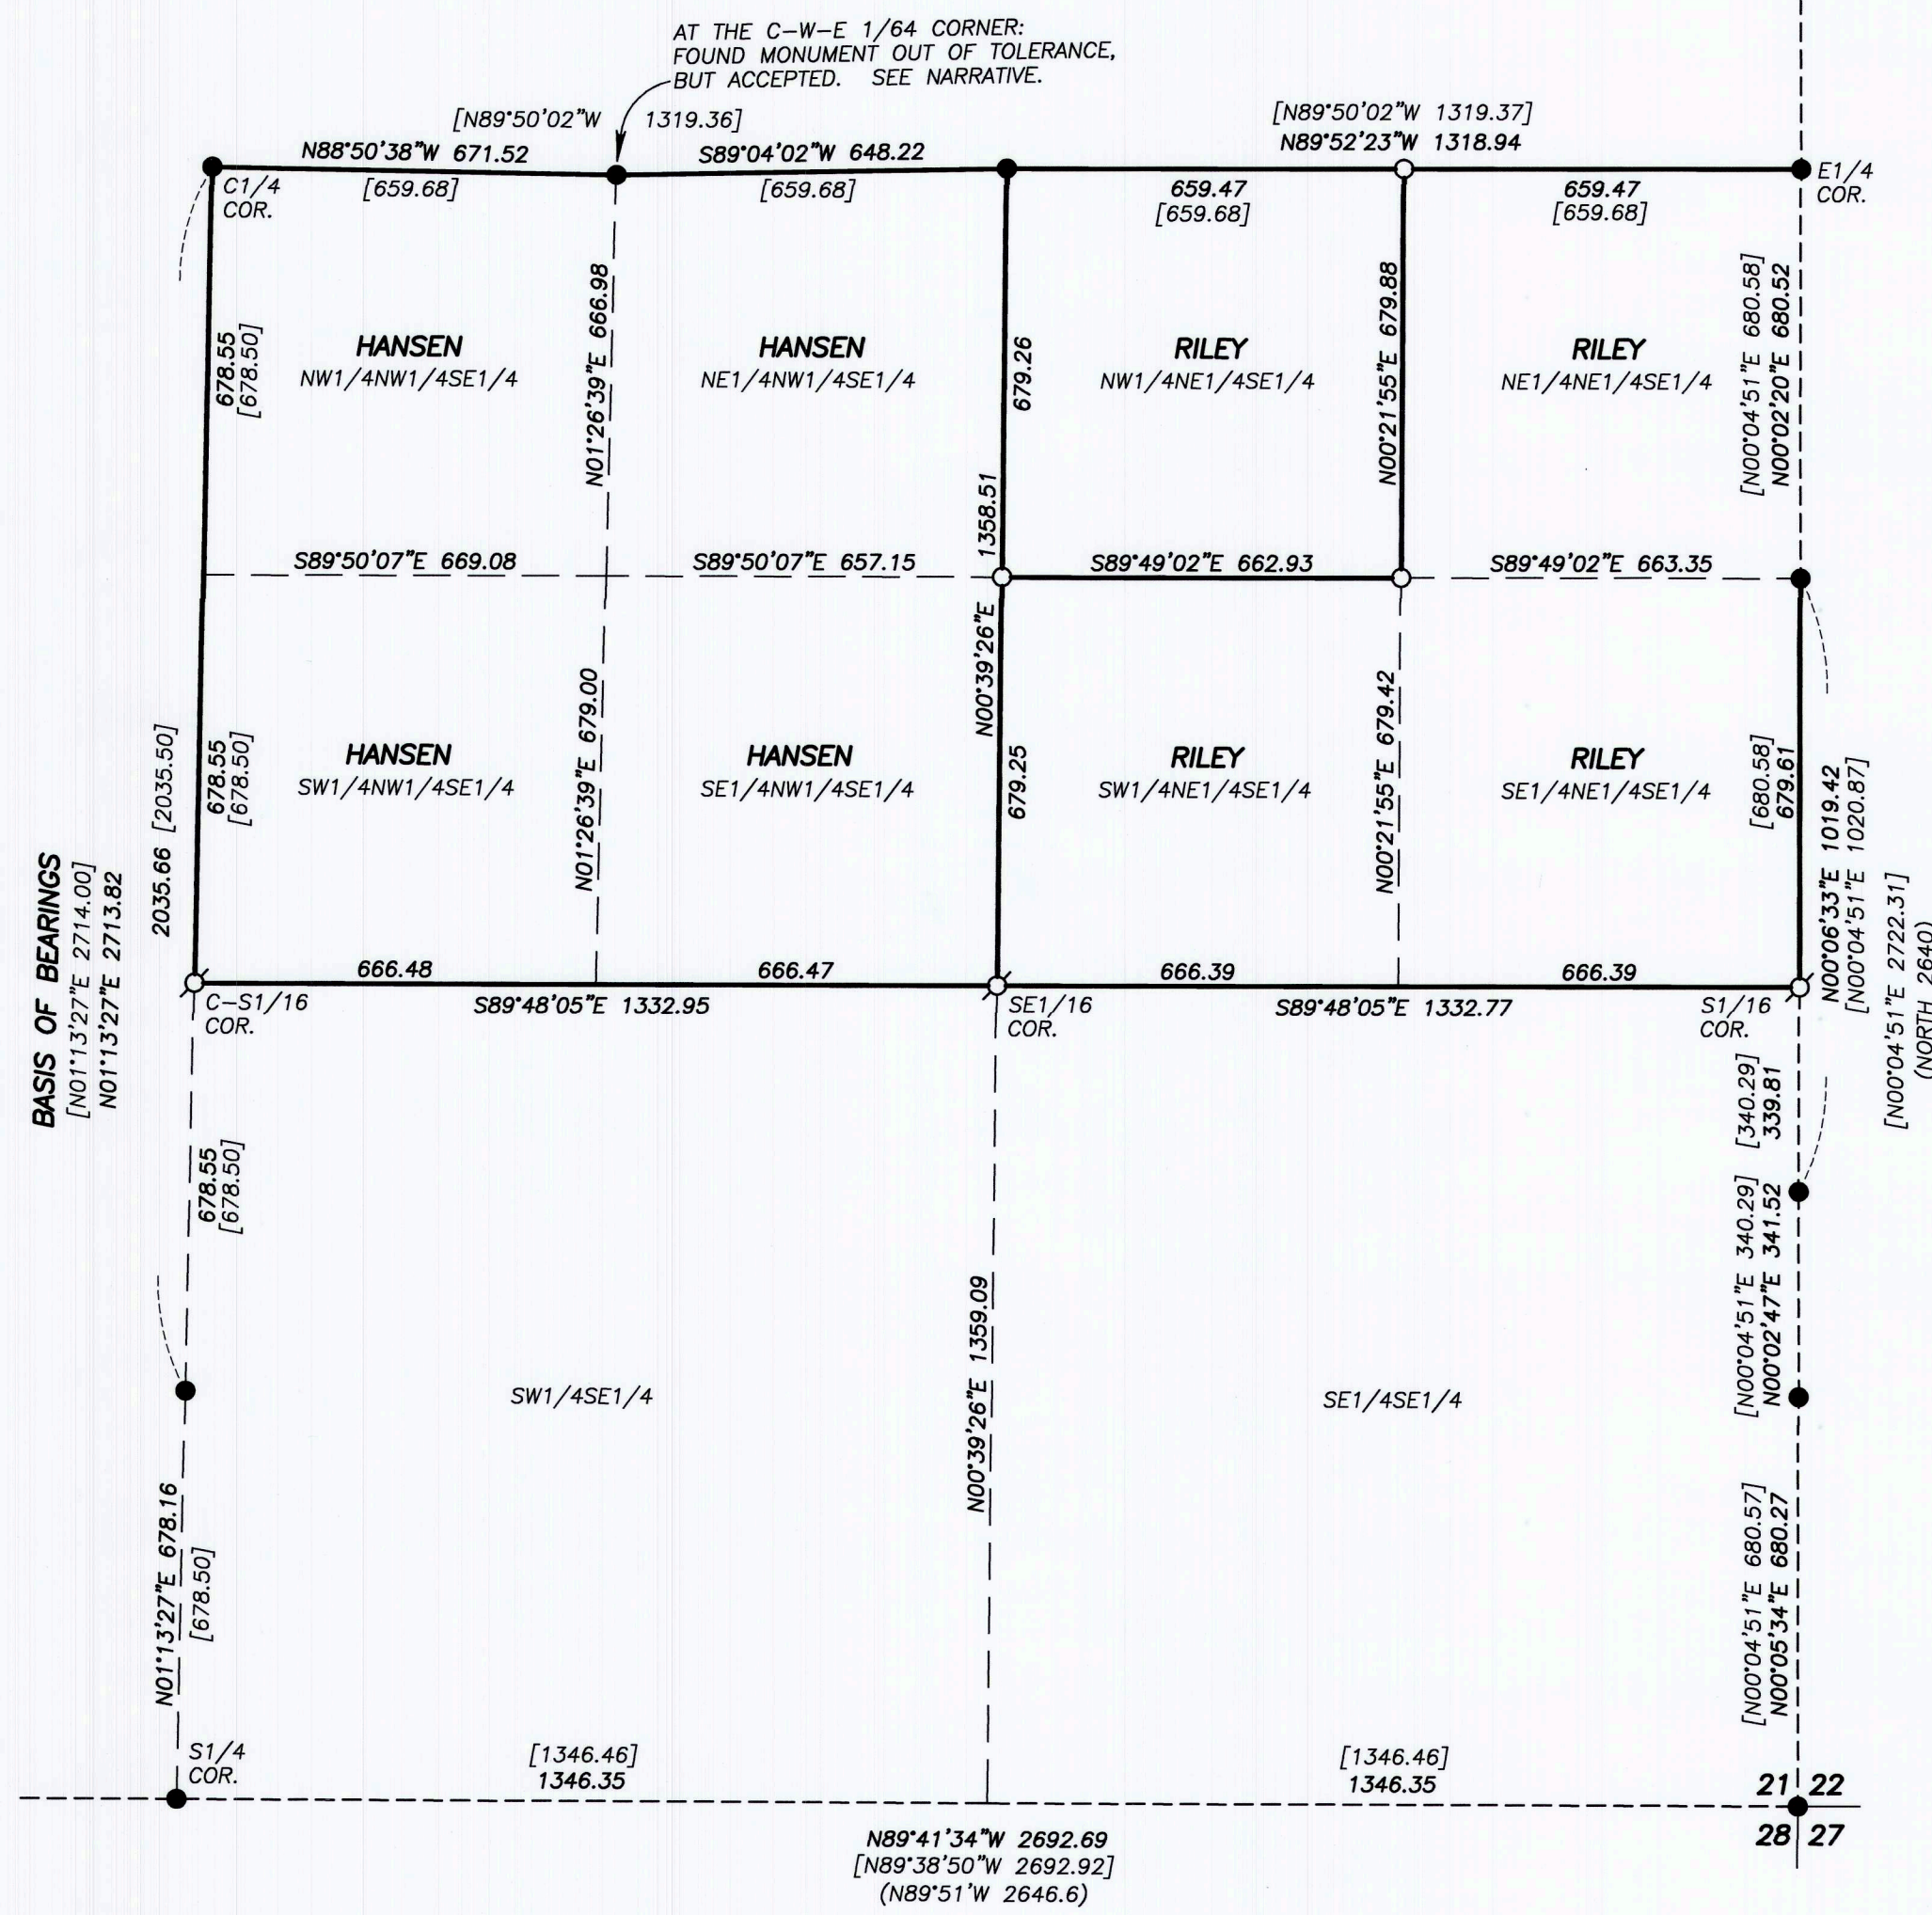 AT THE C-W-E 1/64 CORNER:
FOUND MONUMENT OUT OF TOLERANCE,
BUT ACCEPTED. SEE NARRATIVE.
[N89°50'02"W 1319.36]
[N89°50'02"W 1319.37]
N88°50'38"W 671.52
S89°04'02"W 648.22
N89°52'23"W 1318.94
C1/4
COR.
[659.68]
[659.68]
659.47
[659.68]
659.47
[659.68]
E1/4
COR.
678.55
[678.50]
HANSEN
NW1/4NW1/4SE1/4
N01°26'39"E 666.98
HANSEN
NE1/4NW1/4SE1/4
679.26
1358.51
RILEY
NW1/4NE1/4SE1/4
N00°21'55"E 679.88
RILEY
NE1/4NE1/4SE1/4
[N00°04'51"E 680.58]
N00°02'20"E 680.52
S89°50'07"E 669.08
S89°50'07"E 657.15
S89°49'02"E 662.93
S89°49'02"E 663.35
BASIS OF BEARINGS
[N01°13'27"E 2714.00]
N01°13'27"E 2713.82
2035.66 [2035.50]
678.55
[678.50]
HANSEN
SW1/4NW1/4SE1/4
N01°26'39"E 679.00
HANSEN
SE1/4NW1/4SE1/4
N00°39'26"E
679.25
RILEY
SW1/4NE1/4SE1/4
N00°21'55"E 679.42
RILEY
SE1/4NE1/4SE1/4
[680.58]
679.61
N00°06'33"E 1019.42
[N00°04'51"E 1020.87]
[N00°04'51"E 2722.31]
(NORTH 2640)
666.48
666.47
666.39
666.39
C-S1/16
COR.
S89°48'05"E 1332.95
SE1/16
COR.
S89°48'05"E 1332.77
S1/16
COR.
678.55
[678.50]
[340.29]
339.81
[N00°04'51"E 340.29]
N00°02'47"E 341.52
SW1/4SE1/4
N00°39'26"E 1359.09
SE1/4SE1/4
N01°13'27"E 678.16
[678.50]
[N00°04'51"E 680.57]
N00°05'34"E 680.27
S1/4
COR.
[1346.46]
1346.35
[1346.46]
1346.35
21 22
28 27
N89°41'34"W 2692.69
[N89°38'50"W 2692.92]
(N89°51'W 2646.6)